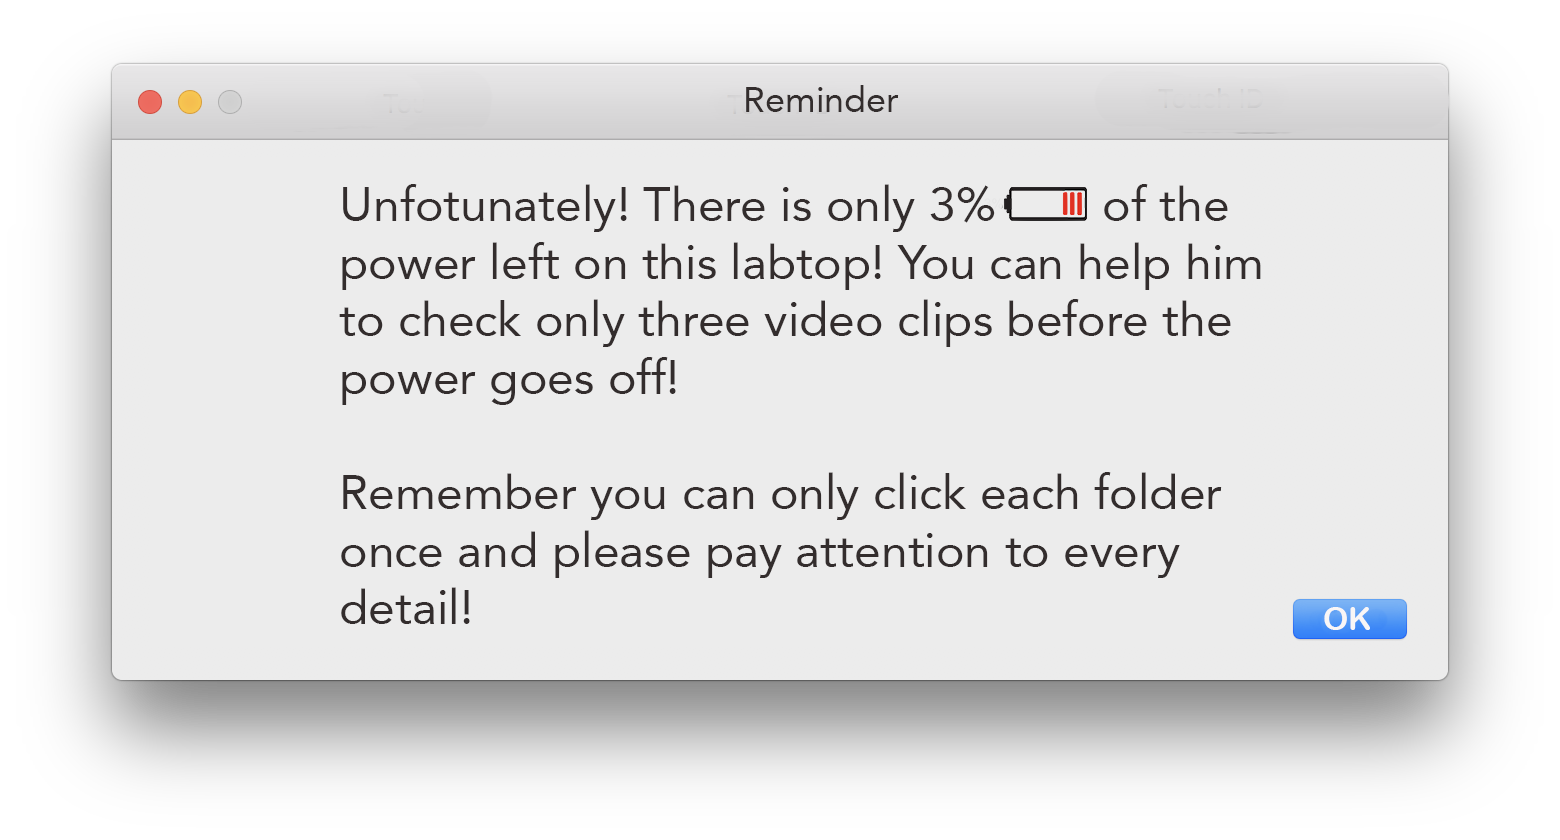 Reminder
Unfotunately! There is only 3% of the
power left on this labtop! You can help him
to check only three video clips before the
power goes off!
Remember you can only click each folder
once and please pay attention to every
detail!
OK